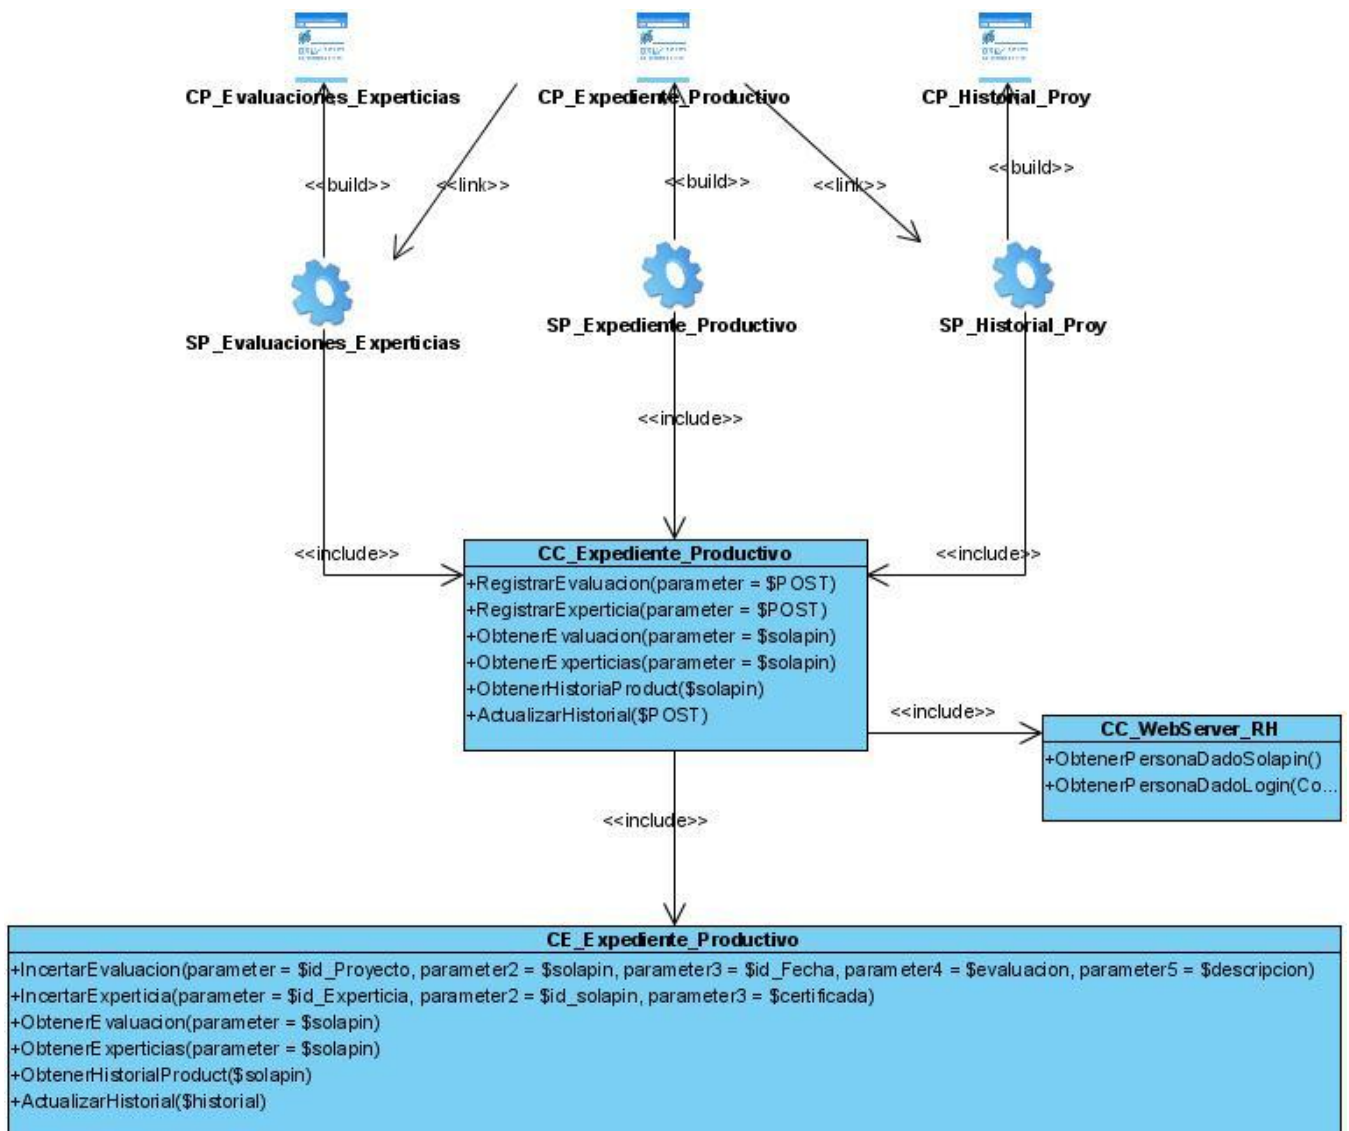 CP_Evaluaciones_Experticias
CP_Expediente_Productivo
CP_Historial_Proy
<<build>>
<<link>>
<<build>>
<<link>>
<<build>>
SP_Evaluaciones_Experticias
SP_Expediente_Productivo
SP_Historial_Proy
<<include>>
<<include>>
<<include>>
CC_Expediente_Productivo
+RegistrarEvaluacion(parameter = $POST)
+RegistrarExperticia(parameter = $POST)
+ObtenerEvaluacion(parameter = $solapin)
+ObtenerExperticias(parameter = $solapin)
+ObtenerHistoriaProduct($solapin)
+ActualizarHistorial($POST)
<<include>>
CC_WebServer_RH
+ObtenerPersonaDadoSolapin()
+ObtenerPersonaDadoLogin(Co...
<<include>>
CE_Expediente_Productivo
+IncertarEvaluacion(parameter = $id_Proyecto, parameter2 = $solapin, parameter3 = $id_Fecha, parameter4 = $evaluacion, parameter5 = $descripcion)
+IncertarExperticia(parameter = $id_Experticia, parameter2 = $id_solapin, parameter3 = $certificada)
+ObtenerEvaluacion(parameter = $solapin)
+ObtenerExperticias(parameter = $solapin)
+ObtenerHistorialProduct($solapin)
+ActualizarHistorial($historial)